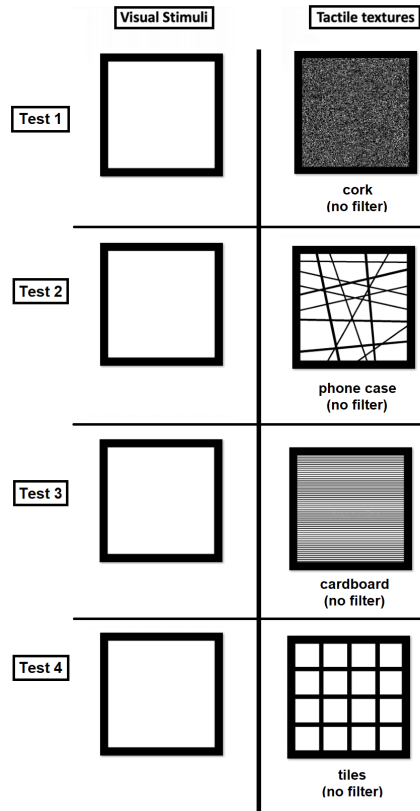 Visual Stimuli
Tactile textures
Test 1
cork
(no filter)
Test 2
phone case
(no filter)
Test 3
cardboard
(no filter)
Test 4
tiles
(no filter)